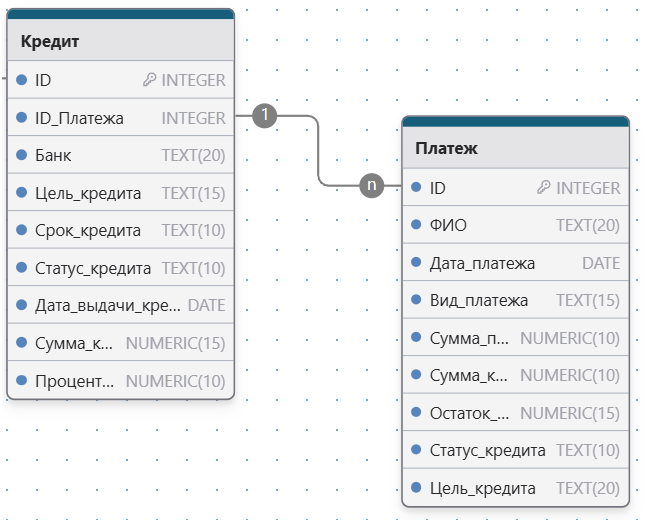 Кредит
ID INTEGER
ID_Платежа INTEGER
Банк TEXT(20)
Цель_кредита TEXT(15)
Срок_кредита TEXT(10)
Статус_кредита TEXT(10)
Дата_выдачи_кре... DATE
Сумма_к... NUMERIC(15)
Процент... NUMERIC(10)
1
n
Платеж
ID INTEGER
ФИО TEXT(20)
Дата_платежа DATE
Вид_платежа TEXT(15)
Сумма_п... NUMERIC(10)
Сумма_к... NUMERIC(10)
Остаток_... NUMERIC(15)
Статус_кредита TEXT(10)
Цель_кредита TEXT(20)